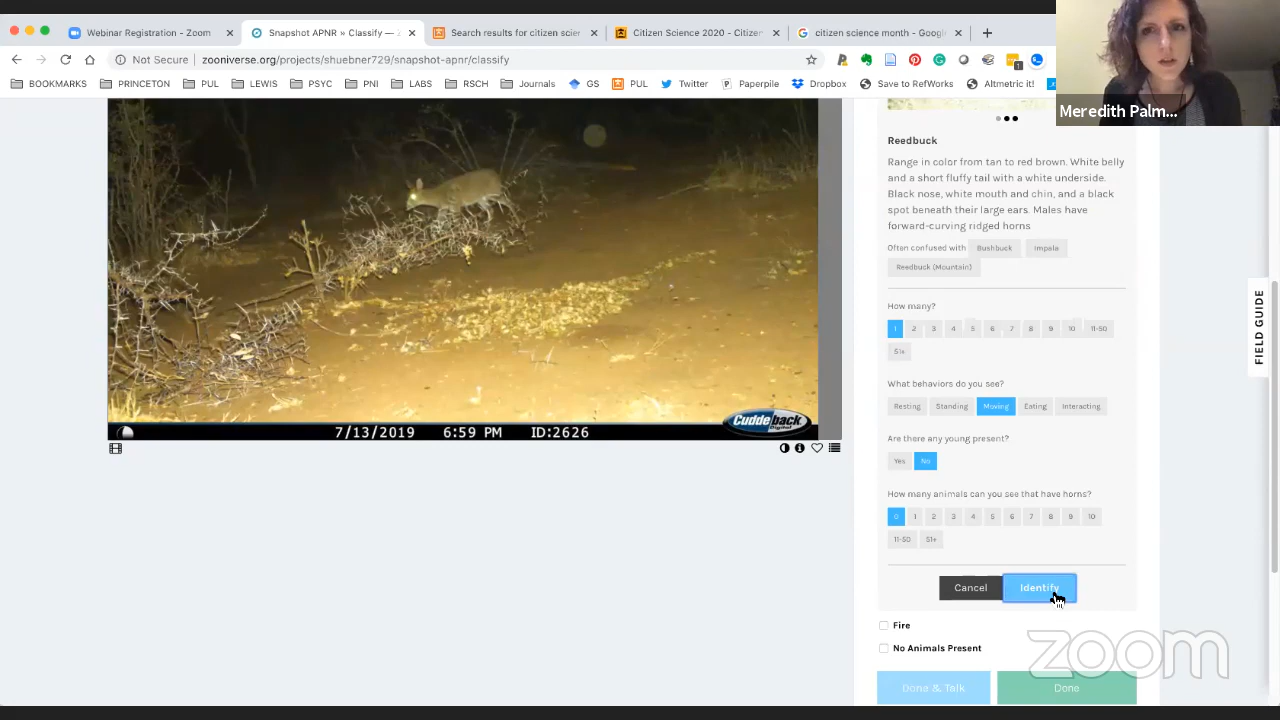 Webinar Registration - Zoom
Snapshot APNR » Classify —
Search results for citizen scien
Citizen Science 2020 - Citizen
citizen science month - Google
Not Secure zooniverse.org/projects/shuebner729/snapshot-apnr/classify
BOOKMARKS PRINCETON PUL LEWIS PSYC PNI LABS RSCH Journals GS PUL Twitter Paperpile Dropbox Save to RefWorks Altmetric it!
Meredith Palm...
Reedbuck
Range in color from tan to red brown. White belly
and a short fluffy tail with a white underside.
Black nose, white mouth and chin, and a black
spot beneath their large ears. Males have
forward-curving ridged horns
Often confused with Bushbuck Impala
Reedbuck (Mountain)
How many?
1 2 3 4 5 6 7 8 9 10 11-50
51+
What behaviors do you see?
Resting Standing Moving Eating Interacting
Are there any young present?
Yes No
How many animals can you see that have horns?
0 1 2 3 4 5 6 7 8 9 10
11-50 51+
Cancel Identify
Fire
No Animals Present
Done & Talk Done
FIELD GUIDE
Cuddeback
Digital
7/13/2019 6:59 PM ID:2626
zoom